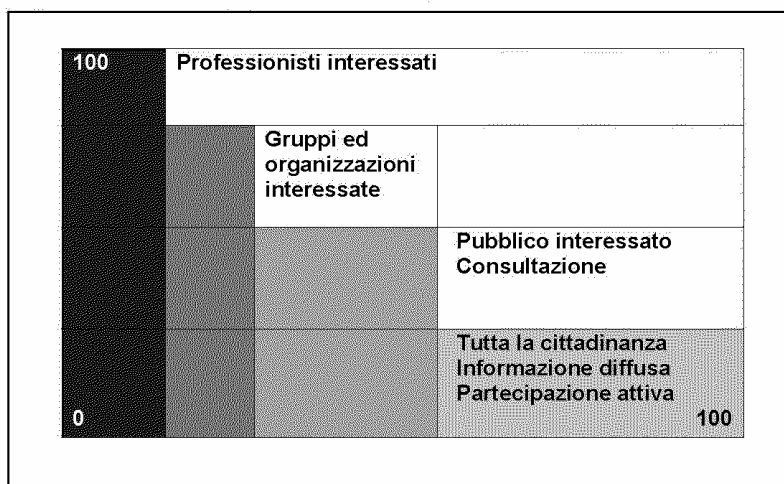 100 Professionisti interessati
Gruppi ed
organizzazioni
interessate
Pubblico interessato
Consultazione
Tutta la cittadinanza
Informazione diffusa
Partecipazione attiva
0 100